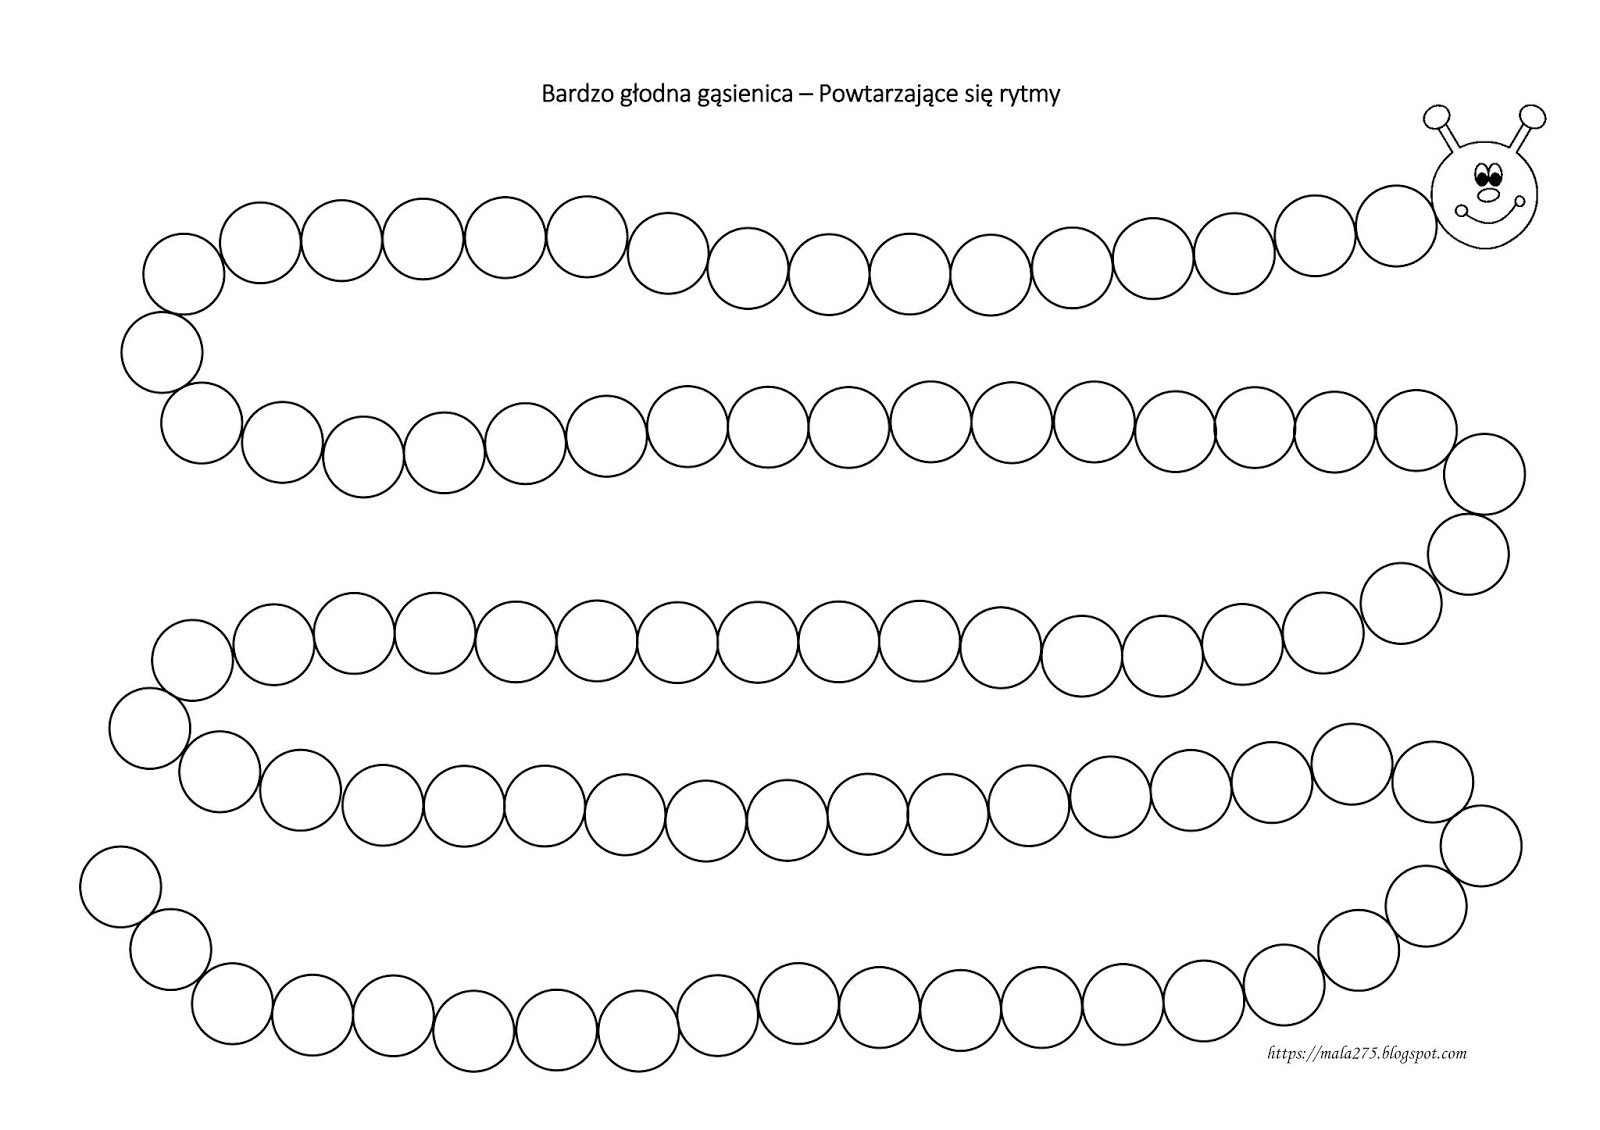 Bardzo głodna gąsienica – Powtarzające się rytmy
https://mala275.blogspot.com